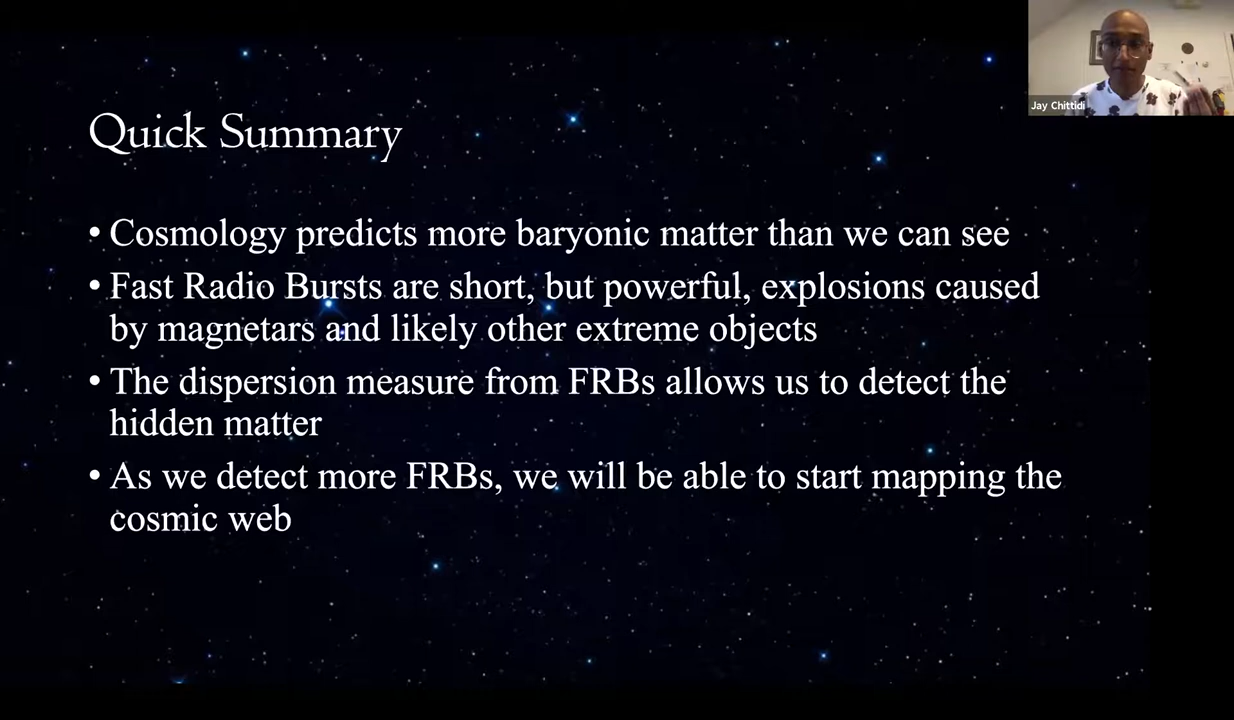 Jay Chittidi
Quick Summary
• Cosmology predicts more baryonic matter than we can see
• Fast Radio Bursts are short, but powerful, explosions caused
by magnetars and likely other extreme objects
• The dispersion measure from FRBs allows us to detect the
hidden matter
• As we detect more FRBs, we will be able to start mapping the
cosmic web